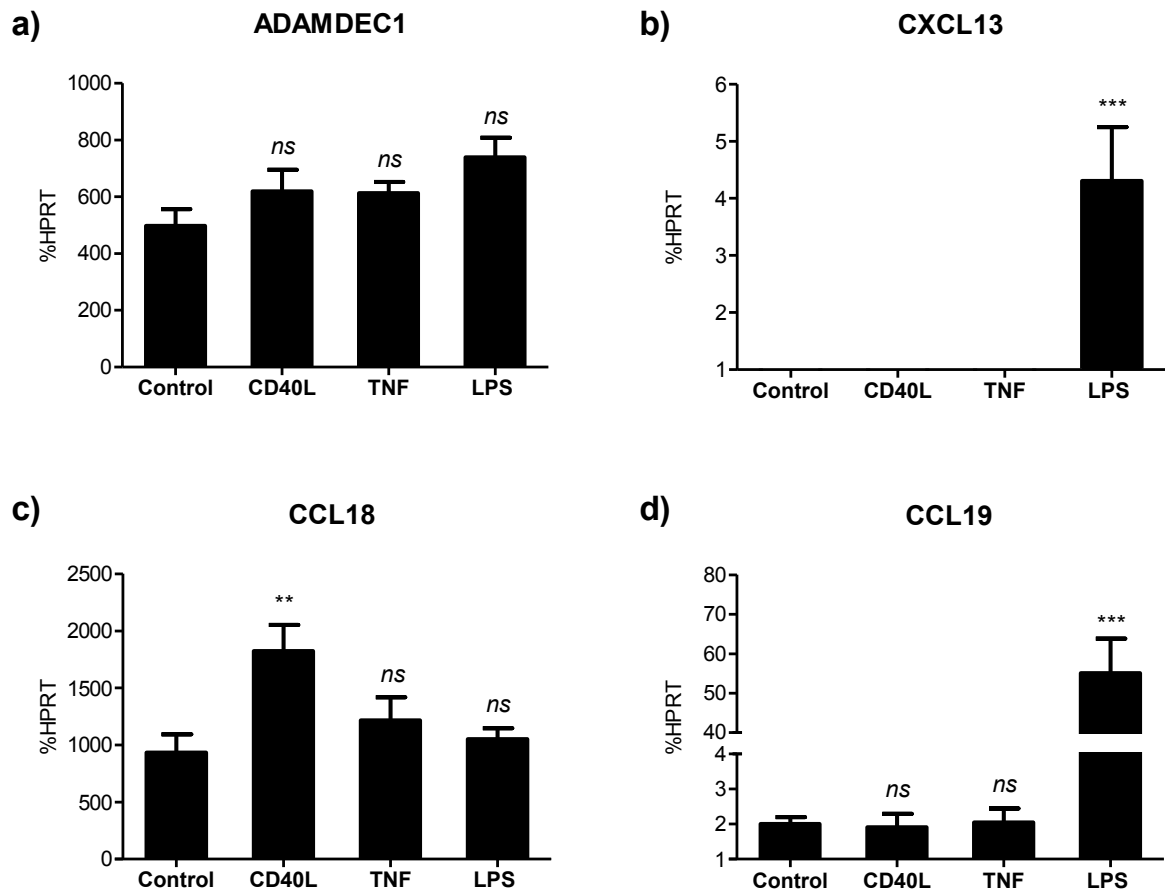 a)
ADAMDEC1
%HPRT
1000
800
600
400
200
0
ns
ns
ns
Control CD40L TNF LPS
b)
CXCL13
%HPRT
6
5
4
3
2
1
***
Control CD40L TNF LPS
c)
CCL18
%HPRT
2500
2000
1500
1000
500
0
**
ns
ns
Control CD40L TNF LPS
d)
CCL19
%HPRT
80
70
60
50
40
4
3
2
1
ns
ns
***
Control CD40L TNF LPS